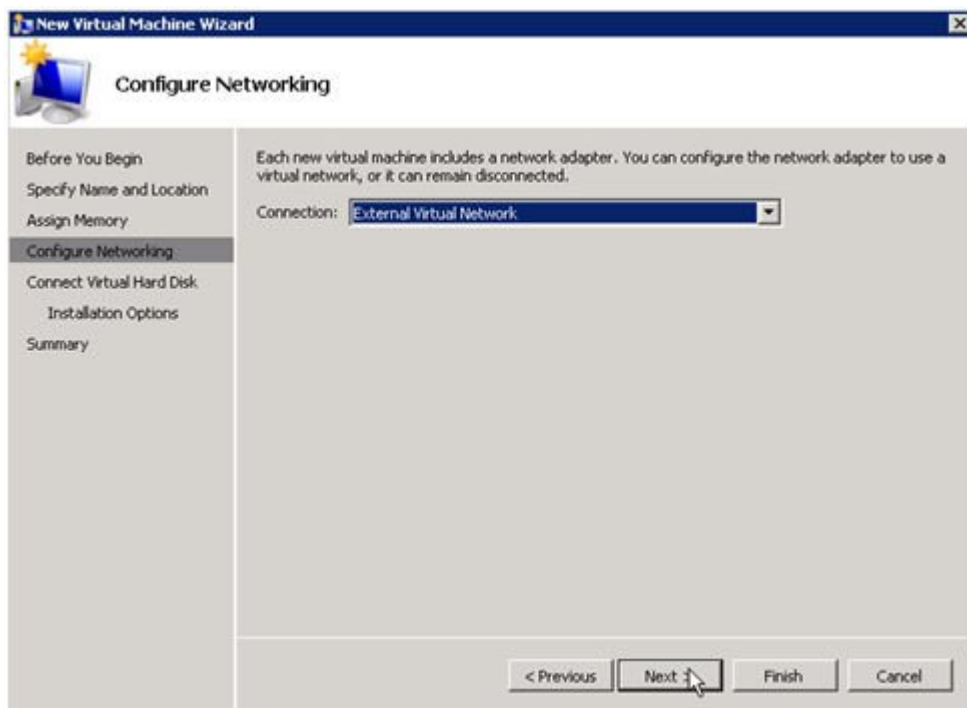 New Virtual Machine Wizard
Configure Networking
Before You Begin
Specify Name and Location
Assign Memory
Configure Networking
Connect Virtual Hard Disk
Installation Options
Summary
Each new virtual machine includes a network adapter. You can configure the network adapter to use a
virtual network, or it can remain disconnected.
Connection: External Virtual Network
< Previous Next > Finish Cancel